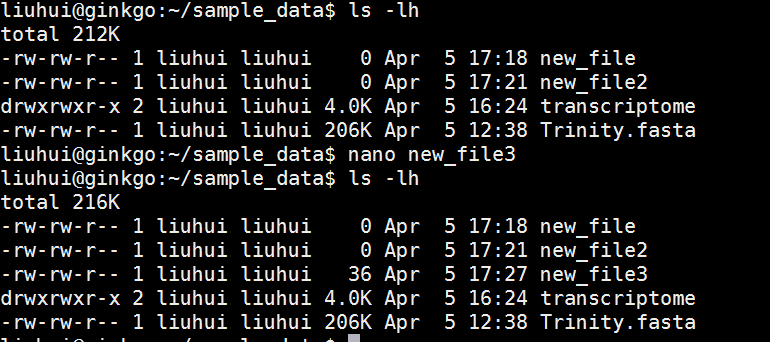 liuhui@ginkgo:~/sample_data$ ls -lh
total 212K
-rw-rw-r-- 1 liuhui liuhui    0 Apr  5 17:18 new_file
-rw-rw-r-- 1 liuhui liuhui    0 Apr  5 17:21 new_file2
drwxrwxr-x 2 liuhui liuhui 4.0K Apr  5 16:24 transcriptome
-rw-rw-r-- 1 liuhui liuhui 206K Apr  5 12:38 Trinity.fasta
liuhui@ginkgo:~/sample_data$ nano new_file3
liuhui@ginkgo:~/sample_data$ ls -lh
total 216K
-rw-rw-r-- 1 liuhui liuhui    0 Apr  5 17:18 new_file
-rw-rw-r-- 1 liuhui liuhui    0 Apr  5 17:21 new_file2
-rw-rw-r-- 1 liuhui liuhui   36 Apr  5 17:27 new_file3
drwxrwxr-x 2 liuhui liuhui 4.0K Apr  5 16:24 transcriptome
-rw-rw-r-- 1 liuhui liuhui 206K Apr  5 12:38 Trinity.fasta
liuhui@ginkgo:~/sample_data$